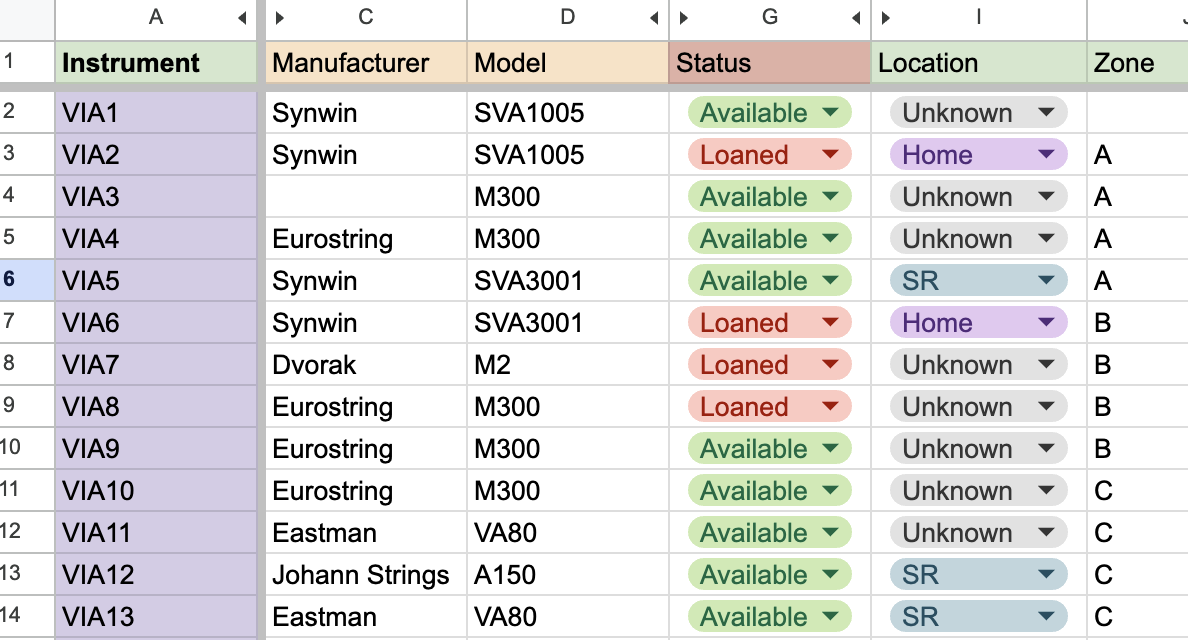 A C D G I
1 Instrument Manufacturer Model Status Location Zone
2 VIA1 Synwin SVA1005 Available Unknown
3 VIA2 Synwin SVA1005 Loaned Home A
4 VIA3 M300 Available Unknown A
5 VIA4 Eurostring M300 Available Unknown A
6 VIA5 Synwin SVA3001 Available SR A
7 VIA6 Synwin SVA3001 Loaned Home B
8 VIA7 Dvorak M2 Loaned Unknown B
9 VIA8 Eurostring M300 Loaned Unknown B
10 VIA9 Eurostring M300 Available Unknown B
11 VIA10 Eurostring M300 Available Unknown C
12 VIA11 Eastman VA80 Available Unknown C
13 VIA12 Johann Strings A150 Available SR C
14 VIA13 Eastman VA80 Available SR C